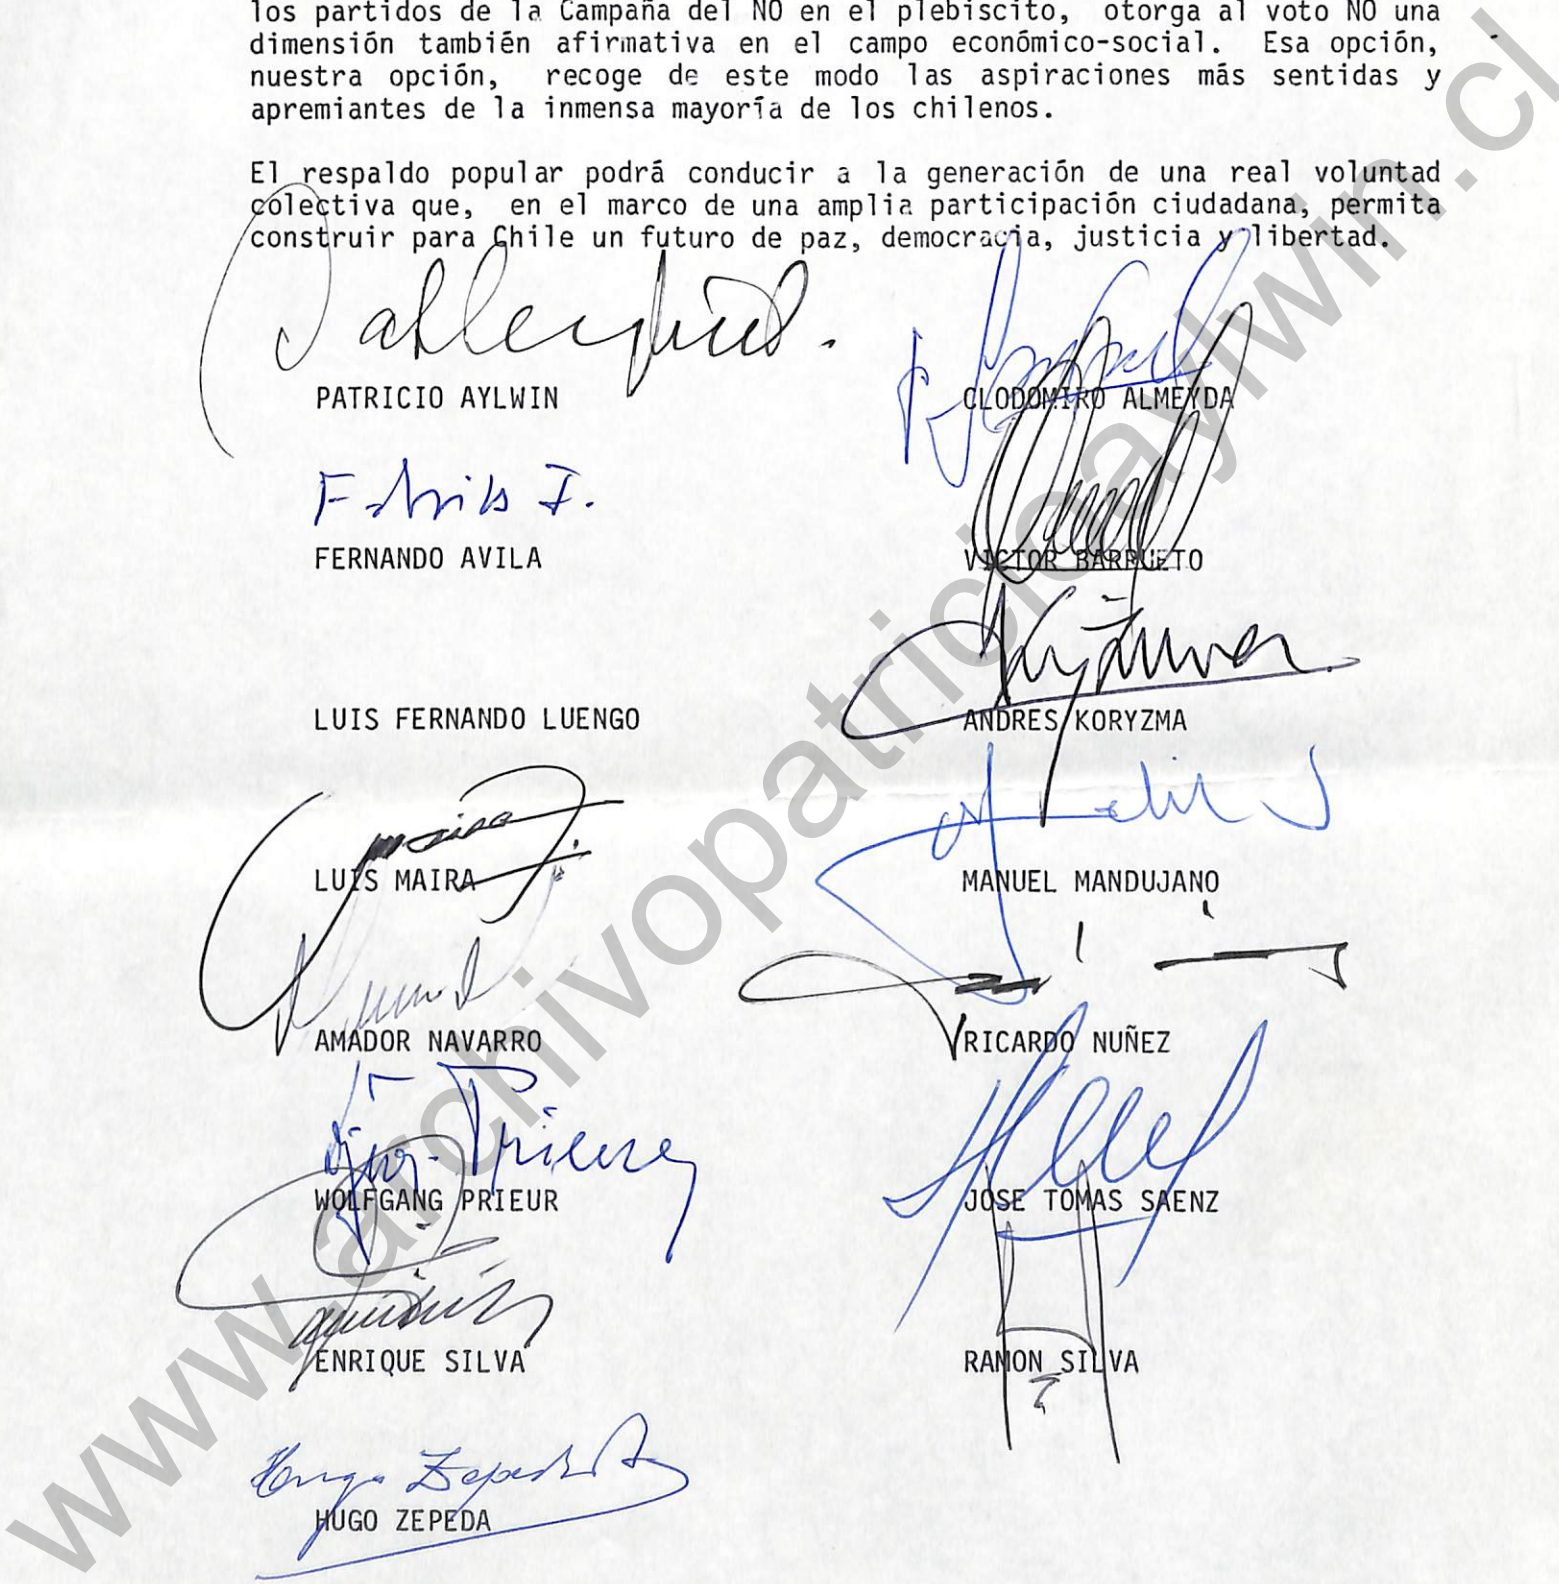 los partidos de la Campaña del NO en el plebiscito, otorga al voto NO una
dimensión también afirmativa en el campo económico-social. Esa opción,
nuestra opción, recoge de este modo las aspiraciones más sentidas y
apremiantes de la inmensa mayoría de los chilenos.
El respaldo popular podrá conducir a la generación de una real voluntad
colectiva que, en el marco de una amplia participación ciudadana, permita
construir para Chile un futuro de paz, democracia, justicia y libertad.
PATRICIO AYLWIN CLODOMIRO ALMEYDA
FERNANDO AVILA VICTOR BARRUETO
LUIS FERNANDO LUENGO ANDRES KORYZMA
LUIS MAIRA MANUEL MANDUJANO
AMADOR NAVARRO RICARDO NUÑEZ
WOLFGANG PRIEUR JOSE TOMAS SAENZ
ENRIQUE SILVA RAMON SILVA
Hugo Zepeda
HUGO ZEPEDA
www.archivopatricioaylwin.cl